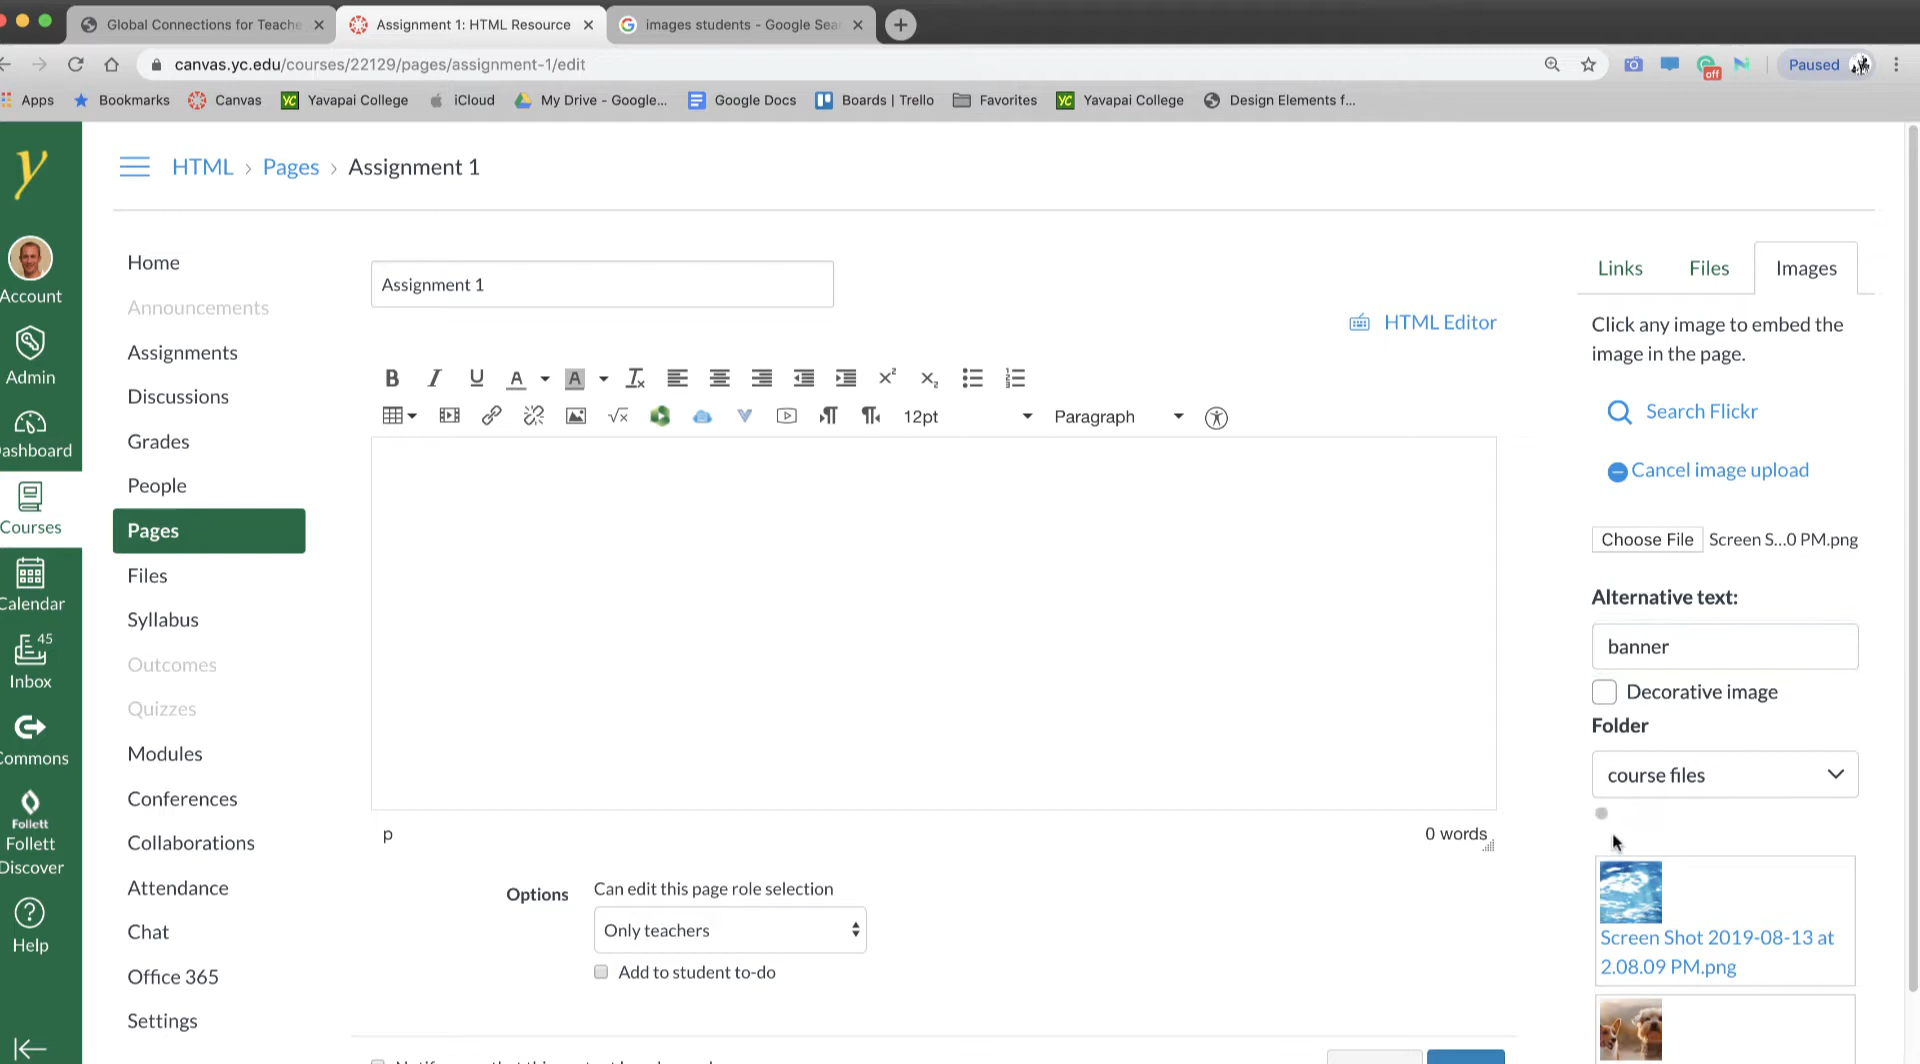 Global Connections for Teache
Assignment 1: HTML Resource
images students - Google Sea
canvas.yc.edu/courses/22129/pages/assignment-1/edit
off
Paused
Apps
Bookmarks
Canvas
YC
Yavapai College
iCloud
My Drive - Google...
Google Docs
Boards | Trello
Favorites
YC
Yavapai College
Design Elements f...
y
Account
Admin
Dashboard
Courses
Calendar
45
Inbox
Commons
Follett
Follett
Discover
Help
HTML › Pages › Assignment 1
Home
Announcements
Assignments
Discussions
Grades
People
Pages
Files
Syllabus
Outcomes
Quizzes
Modules
Conferences
Collaborations
Attendance
Chat
Office 365
Settings
Assignment 1
HTML Editor
12pt
Paragraph
p
0 words
Options
Can edit this page role selection
Only teachers
Add to student to-do
Links
Files
Images
Click any image to embed the
image in the page.
Search Flickr
Cancel image upload
Choose File Screen S...0 PM.png
Alternative text:
banner
Decorative image
Folder
course files
Screen Shot 2019-08-13 at
2.08.09 PM.png